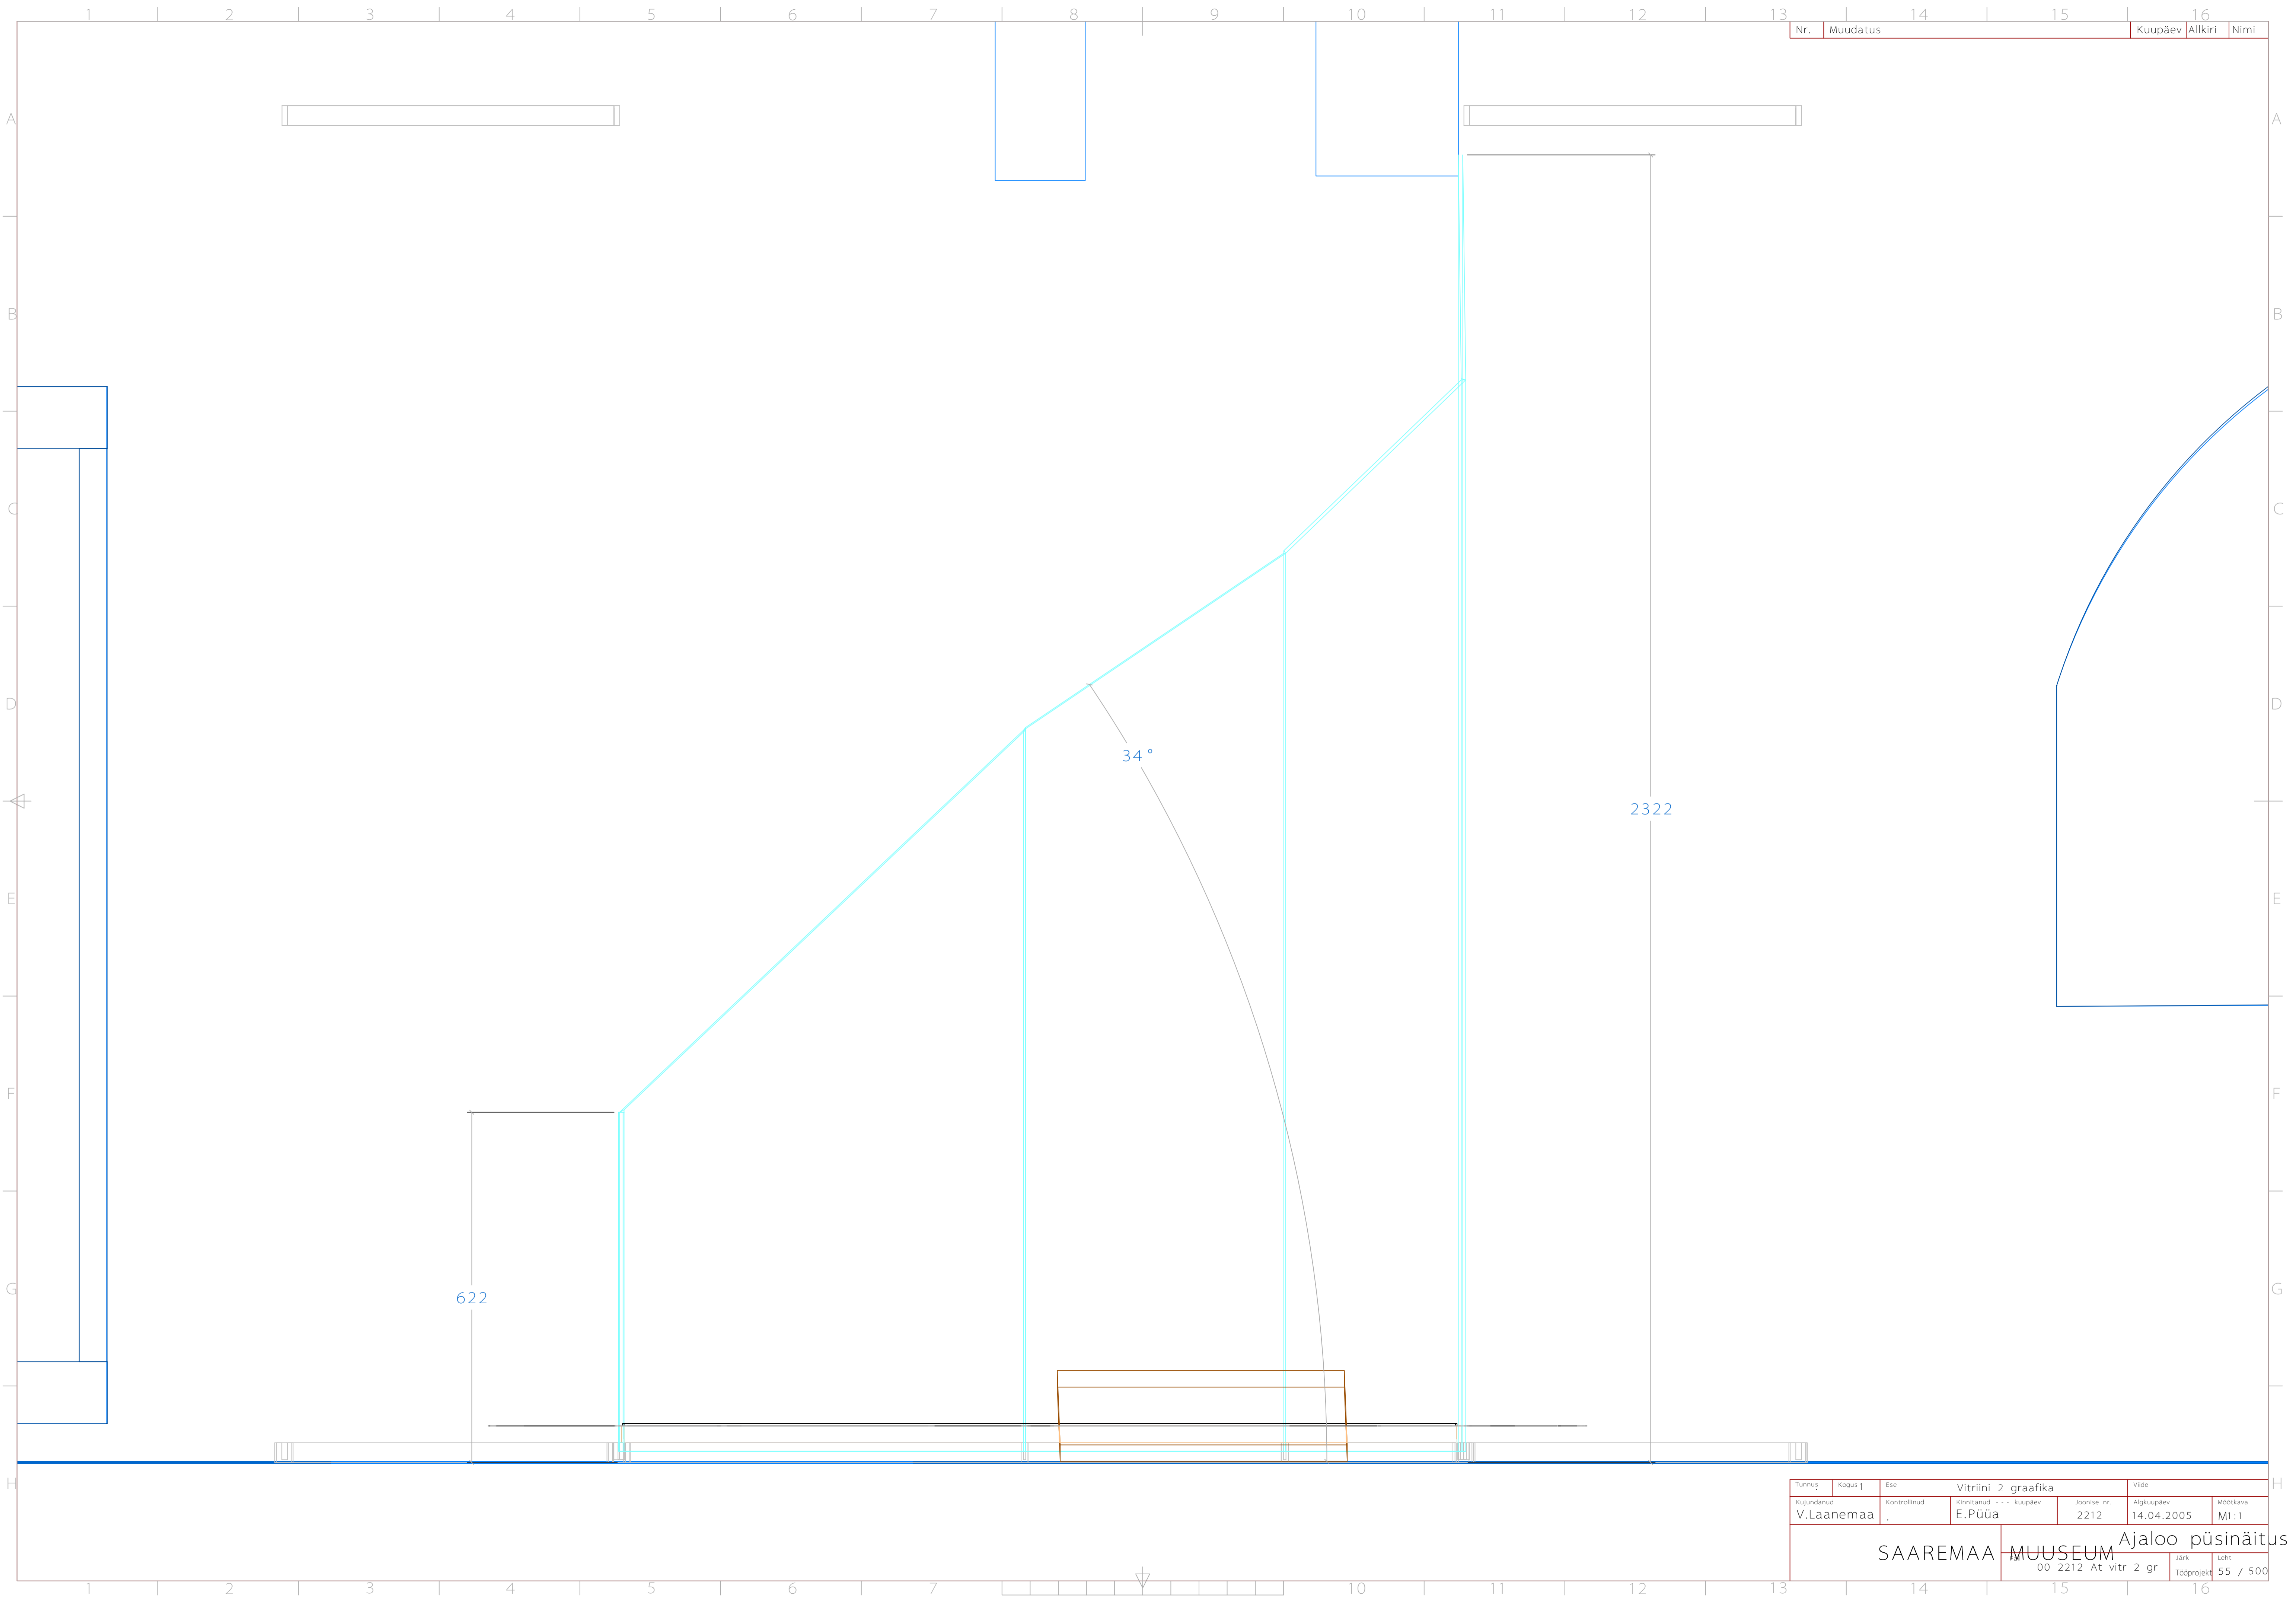 1 2 3 4 5 6 7 8 9 10 11 12 13 14 15 16
Nr. Muudatus Kuupäev Allkiri Nimi
A A
B B
C C
D D
34°
2322
E E
F F
G G
622
H H
Tunnus Kogus 1 Ese Vitriini 2 graafika Viide
Kujundanud Kontrollinud Kinnitanud --- kuupäev Joonise nr. Algkuupäev Mõõtkava
V.Laanemaa . E.Püüa 2212 14.04.2005 M1:1
Ajaloo püsinäitus
SAAREMAA MUUSEUM
Järk Leht
00 2212 At vitr 2 gr Tööprojekt 55 / 500
1 2 3 4 5 6 7 10 11 12 13 14 15 16